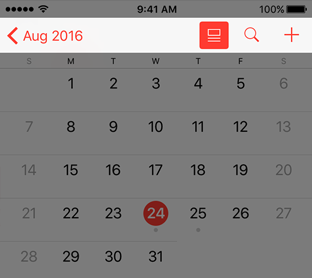 9:41 AM 100%
Aug 2016
S M T W T F S
1 2 3 4 5 6
7 8 9 10 11 12 13
14 15 16 17 18 19 20
21 22 23 24 25 26 27
28 29 30 31